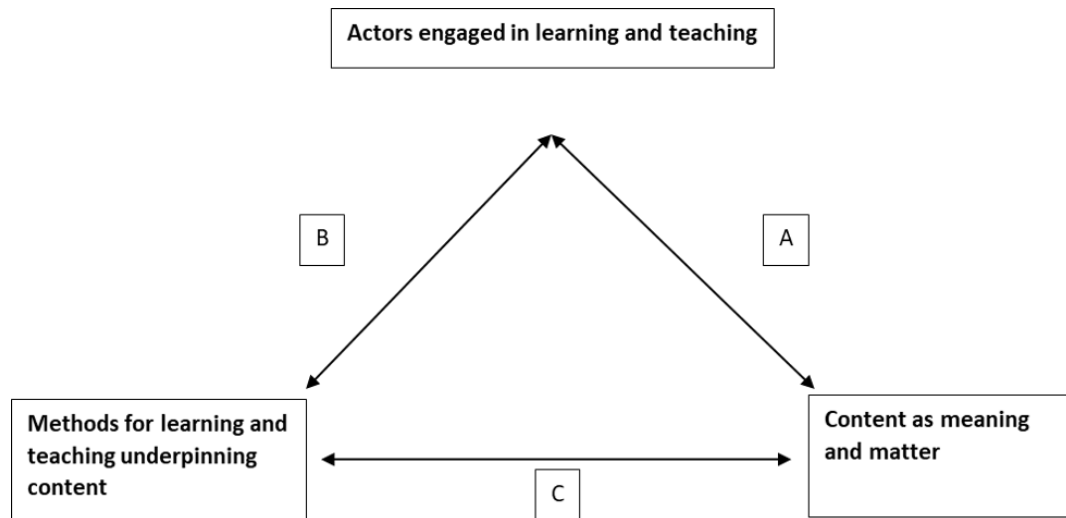 Actors engaged in learning and teaching
B
A
Methods for learning and
teaching underpinning
content
Content as meaning
and matter
C